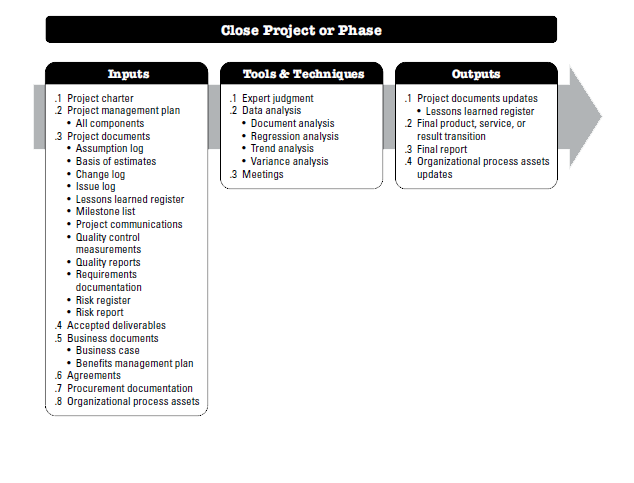 Close Project or Phase
Inputs
.1 Project charter
.2 Project management plan
• All components
.3 Project documents
• Assumption log
• Basis of estimates
• Change log
• Issue log
• Lessons learned register
• Milestone list
• Project communications
• Quality control
measurements
• Quality reports
• Requirements
documentation
• Risk register
• Risk report
.4 Accepted deliverables
.5 Business documents
• Business case
• Benefits management plan
.6 Agreements
.7 Procurement documentation
.8 Organizational process assets
Tools & Techniques
.1 Expert judgment
.2 Data analysis
• Document analysis
• Regression analysis
• Trend analysis
• Variance analysis
.3 Meetings
Outputs
.1 Project documents updates
• Lessons learned register
.2 Final product, service, or
result transition
.3 Final report
.4 Organizational process assets
updates